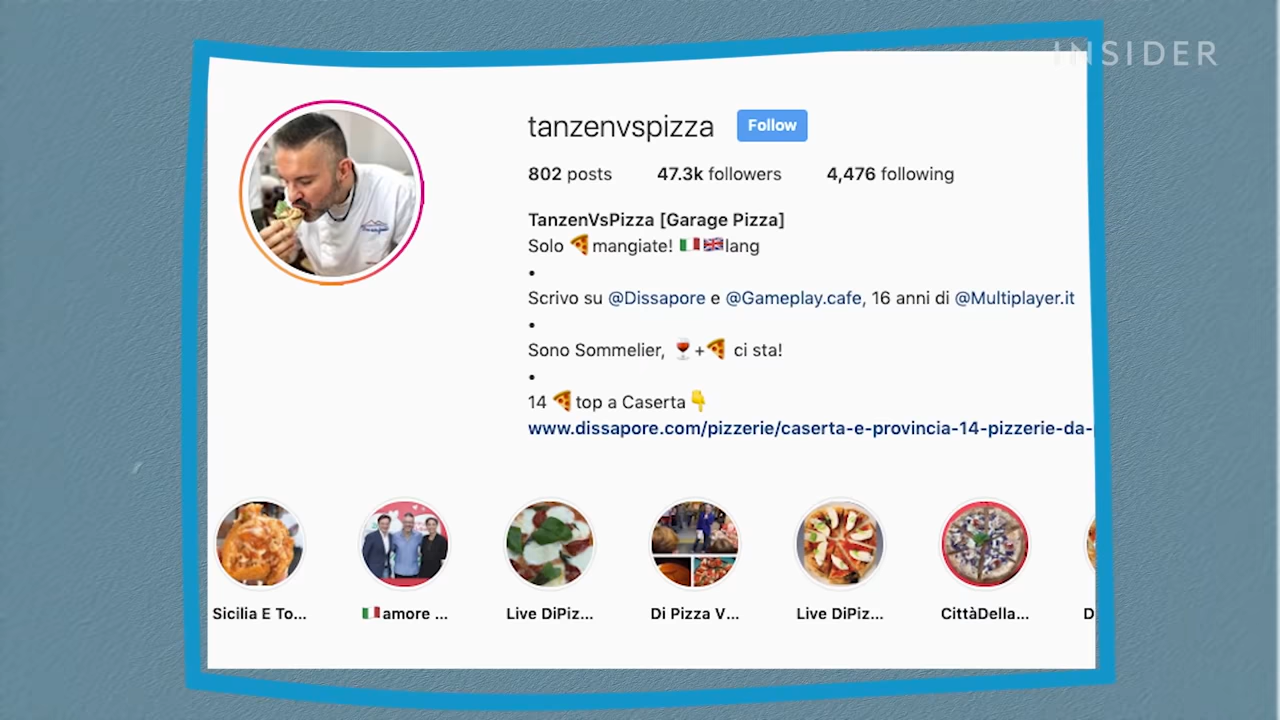 INSIDER
tanzenvspizza Follow
802 posts 47.3k followers 4,476 following
TanzenVsPizza [Garage Pizza]
Solo 🍕mangiate! 🇮🇹🇬🇧lang
•
Scrivo su @Dissapore e @Gameplay.cafe, 16 anni di @Multiplayer.it
•
Sono Sommelier, 🍷+🍕 ci sta!
•
14 🍕top a Caserta👇
www.dissapore.com/pizzerie/caserta-e-provincia-14-pizzerie-da-
Sicilia E To... 🇮🇹amore ... Live DiPiz... Di Pizza V... Live DiPiz... CittàDella... D